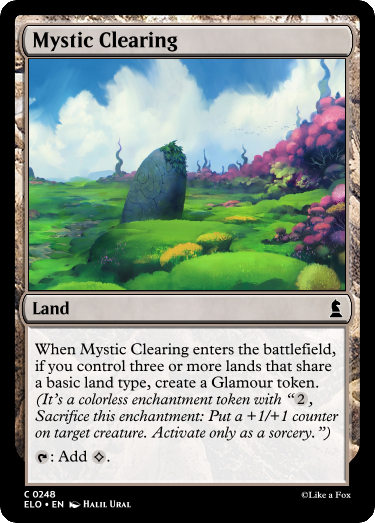 Mystic Clearing
Land
When Mystic Clearing enters the battlefield,
if you control three or more lands that share
a basic land type, create a Glamour token.
(It's a colorless enchantment token with “2,
Sacrifice this enchantment: Put a +1/+1 counter
on target creature. Activate only as a sorcery.”)
: Add .
C 0248
ELO • EN Halil Ural
©Like a Fox